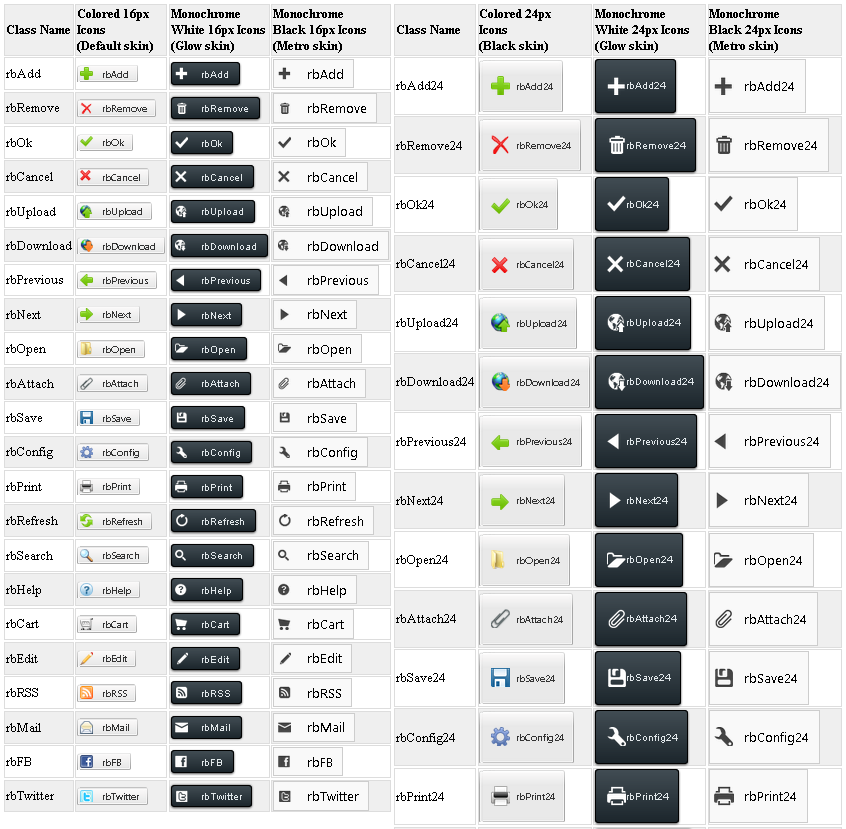 Class Name
Colored 16px
Icons
(Default skin)
Monochrome
White 16px Icons
(Glow skin)
Monochrome
Black 16px Icons
(Metro skin)
rbAdd rbAdd rbAdd rbAdd
rbRemove rbRemove rbRemove rbRemove
rbOk rbOk rbOk rbOk
rbCancel rbCancel rbCancel rbCancel
rbUpload rbUpload rbUpload rbUpload
rbDownload rbDownload rbDownload rbDownload
rbPrevious rbPrevious rbPrevious rbPrevious
rbNext rbNext rbNext rbNext
rbOpen rbOpen rbOpen rbOpen
rbAttach rbAttach rbAttach rbAttach
rbSave rbSave rbSave rbSave
rbConfig rbConfig rbConfig rbConfig
rbPrint rbPrint rbPrint rbPrint
rbRefresh rbRefresh rbRefresh rbRefresh
rbSearch rbSearch rbSearch rbSearch
rbHelp rbHelp rbHelp rbHelp
rbCart rbCart rbCart rbCart
rbEdit rbEdit rbEdit rbEdit
rbRSS rbRSS rbRSS rbRSS
rbMail rbMail rbMail rbMail
rbFB rbFB rbFB rbFB
rbTwitter rbTwitter rbTwitter rbTwitter
Class Name
Colored 24px
Icons
(Black skin)
Monochrome
White 24px Icons
(Glow skin)
Monochrome
Black 24px Icons
(Metro skin)
rbAdd24 rbAdd24 rbAdd24 rbAdd24
rbRemove24 rbRemove24 rbRemove24 rbRemove24
rbOk24 rbOk24 rbOk24 rbOk24
rbCancel24 rbCancel24 rbCancel24 rbCancel24
rbUpload24 rbUpload24 rbUpload24 rbUpload24
rbDownload24 rbDownload24 rbDownload24 rbDownload24
rbPrevious24 rbPrevious24 rbPrevious24 rbPrevious24
rbNext24 rbNext24 rbNext24 rbNext24
rbOpen24 rbOpen24 rbOpen24 rbOpen24
rbAttach24 rbAttach24 rbAttach24 rbAttach24
rbSave24 rbSave24 rbSave24 rbSave24
rbConfig24 rbConfig24 rbConfig24 rbConfig24
rbPrint24 rbPrint24 rbPrint24 rbPrint24